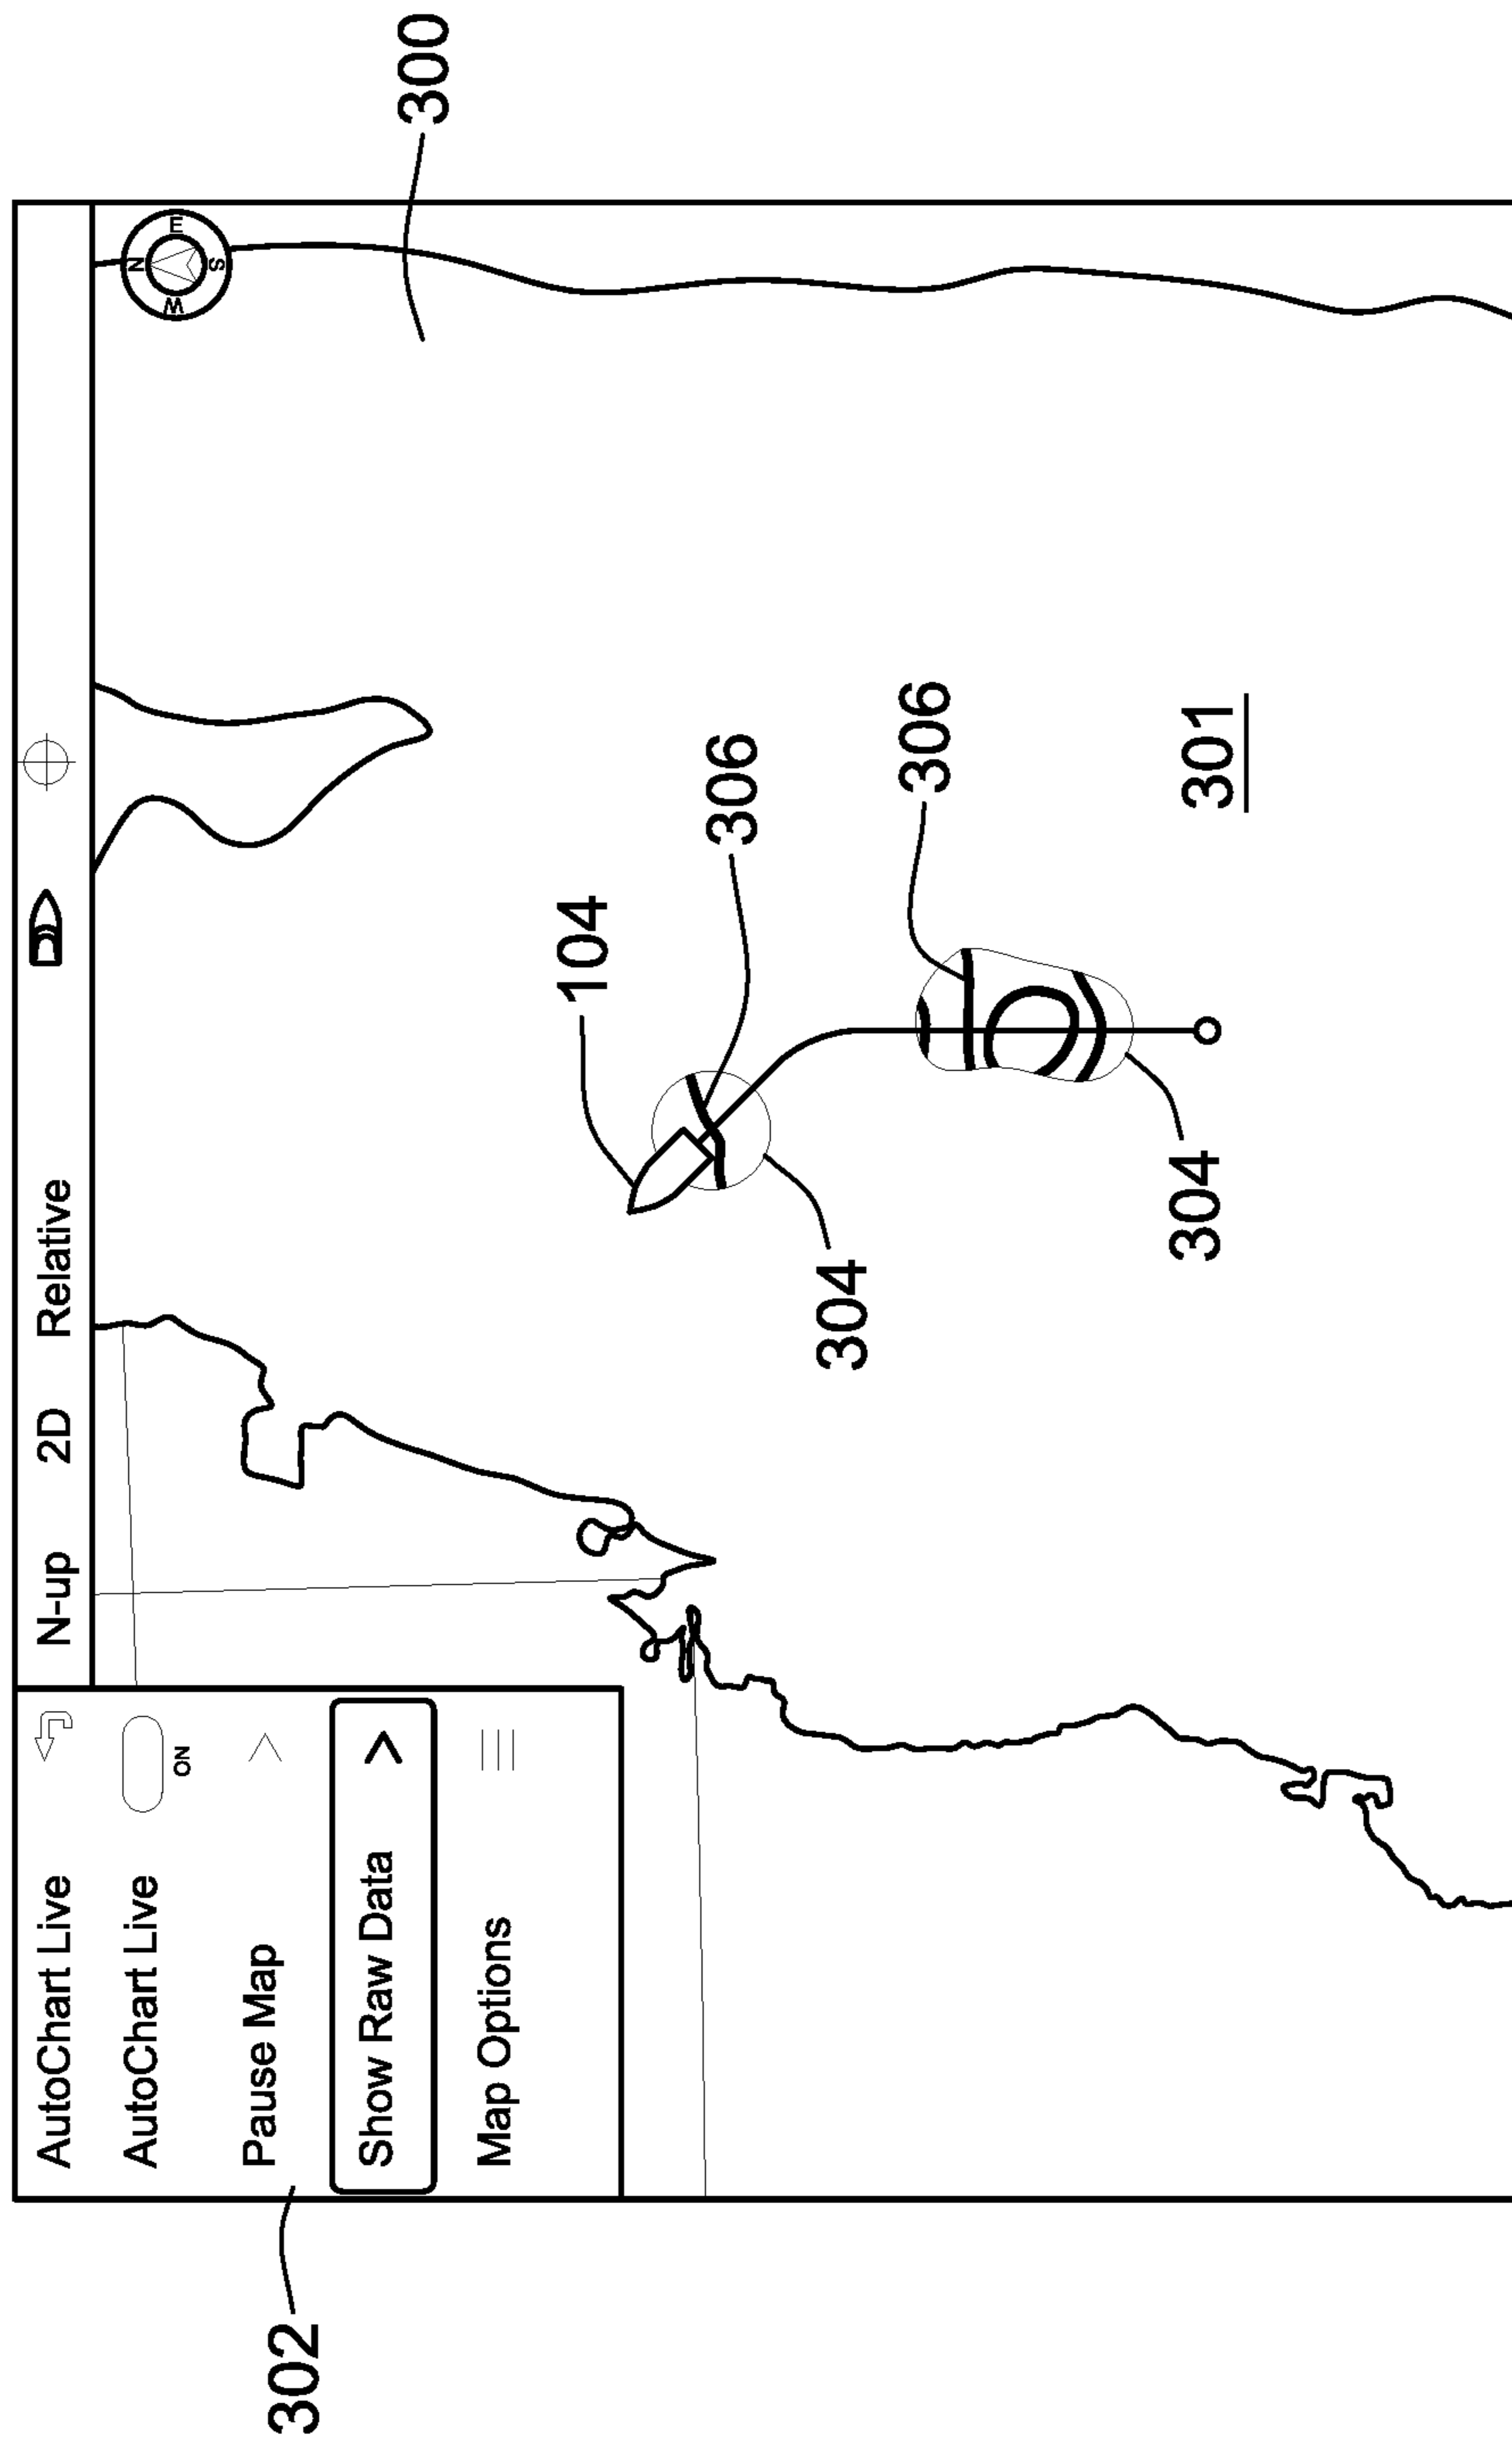 AutoChart Live
N-up 2D Relative
AutoChart Live
ON
Pause Map
Show Raw Data
Map Options
N
E
S
W
300
302
104
306
304
306
304
301